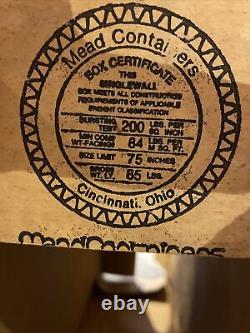 Mead Containers
BOX CERTIFICATE
THIS
SINGLEWALL
BOX MEETS ALL CONSTRUCTION
REQUIREMENTS OF APPLICABLE
FREIGHT CLASSIFICATION
BURSTING TEST 200 LBS. PER SQ INCH
MIN COMB WT-FACINGS 84 LBS. PER M SQ FT.
SIZE LIMIT 75 INCHES
GROSS WT. LT. 65 LBS.
Cincinnati, Ohio